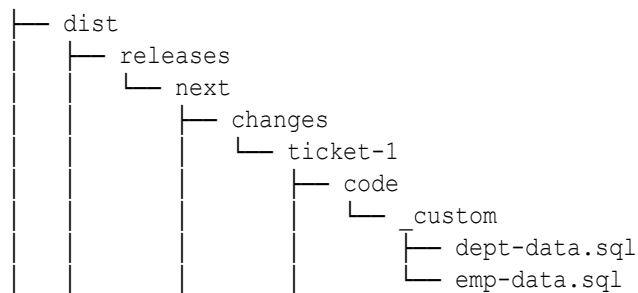 ├── dist
│   ├── releases
│   │   └── next
│   │       ├── changes
│   │       │   └── ticket-1
│   │       │       ├── code
│   │       │       │   └── _custom
│   │       │       │       ├── dept-data.sql
│   │       │       │       └── emp-data.sql